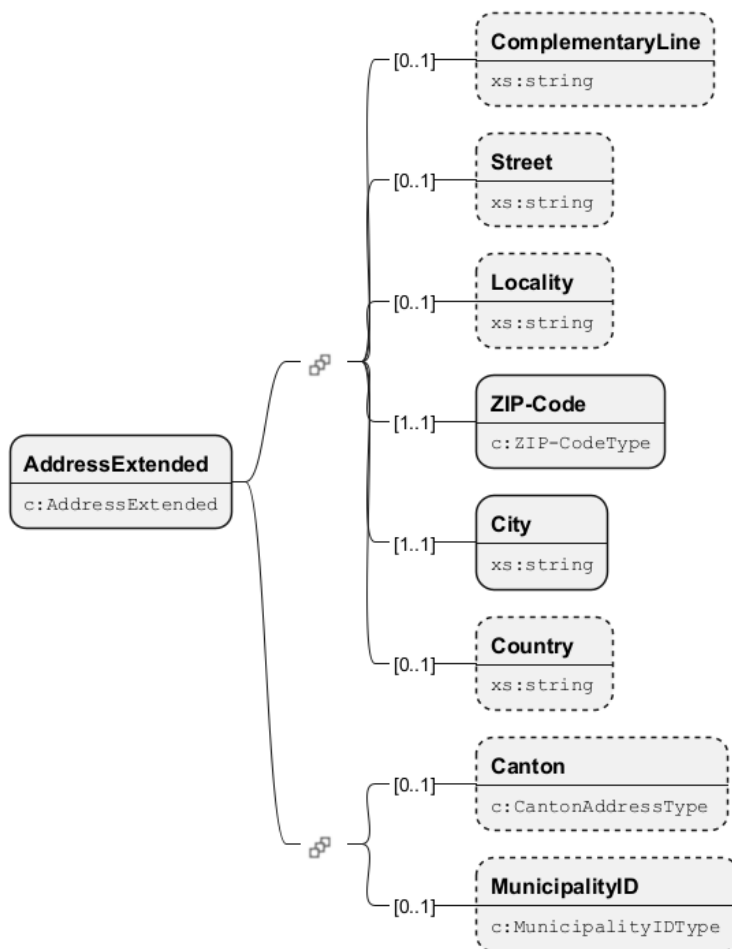 [0..1]
ComplementaryLine
xs:string
[0..1]
Street
xs:string
[0..1]
Locality
xs:string
[1..1]
ZIP-Code
c:ZIP-CodeType
AddressExtended
c:AddressExtended
[1..1]
City
xs:string
[0..1]
Country
xs:string
[0..1]
Canton
c:CantonAddressType
[0..1]
MunicipalityID
c:MunicipalityIDType